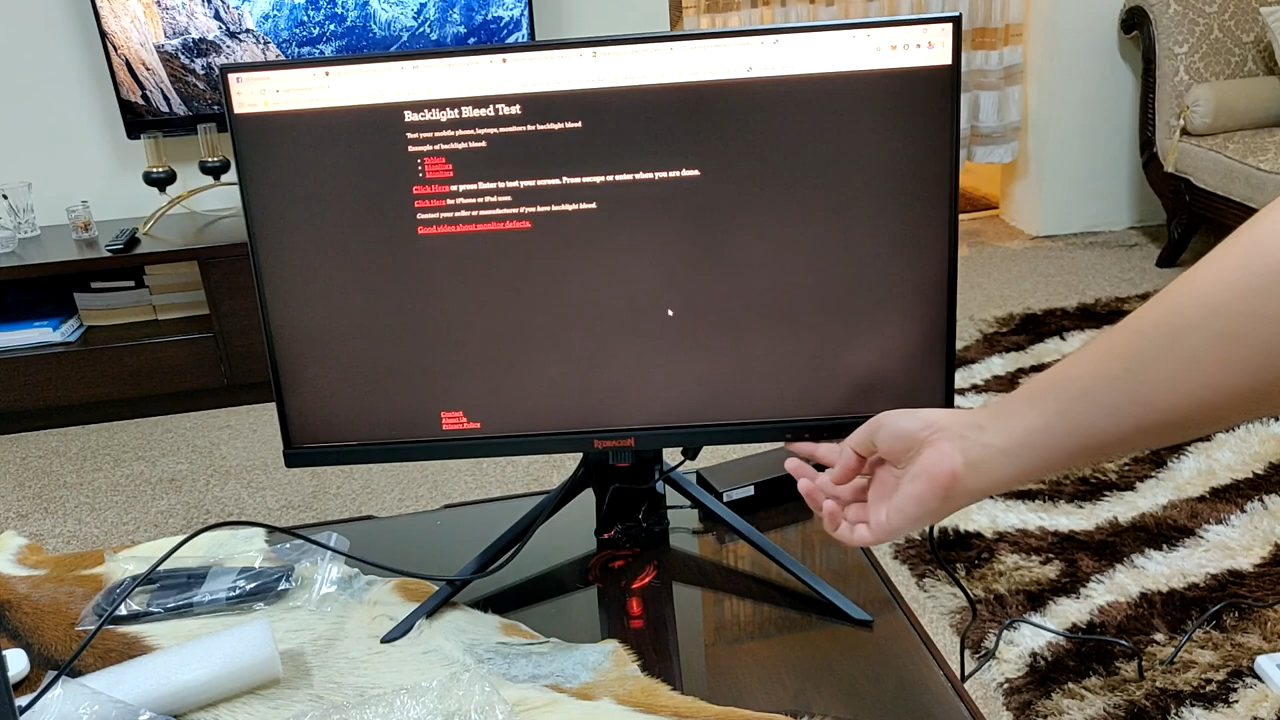 Backlight Bleed Test
Test your mobile phone, laptops, monitors for backlight bleed
Example of backlight bleed:
Tablets
Monitors
Monitors
Click Here or press Enter to test your screen. Press escape or enter when you are done.
Click Here for iPhone or iPad user.
Contact your seller or manufacturer if you have backlight bleed.
Good video about monitor defects.
Contact
About Us
Privacy Policy
REDRAGON